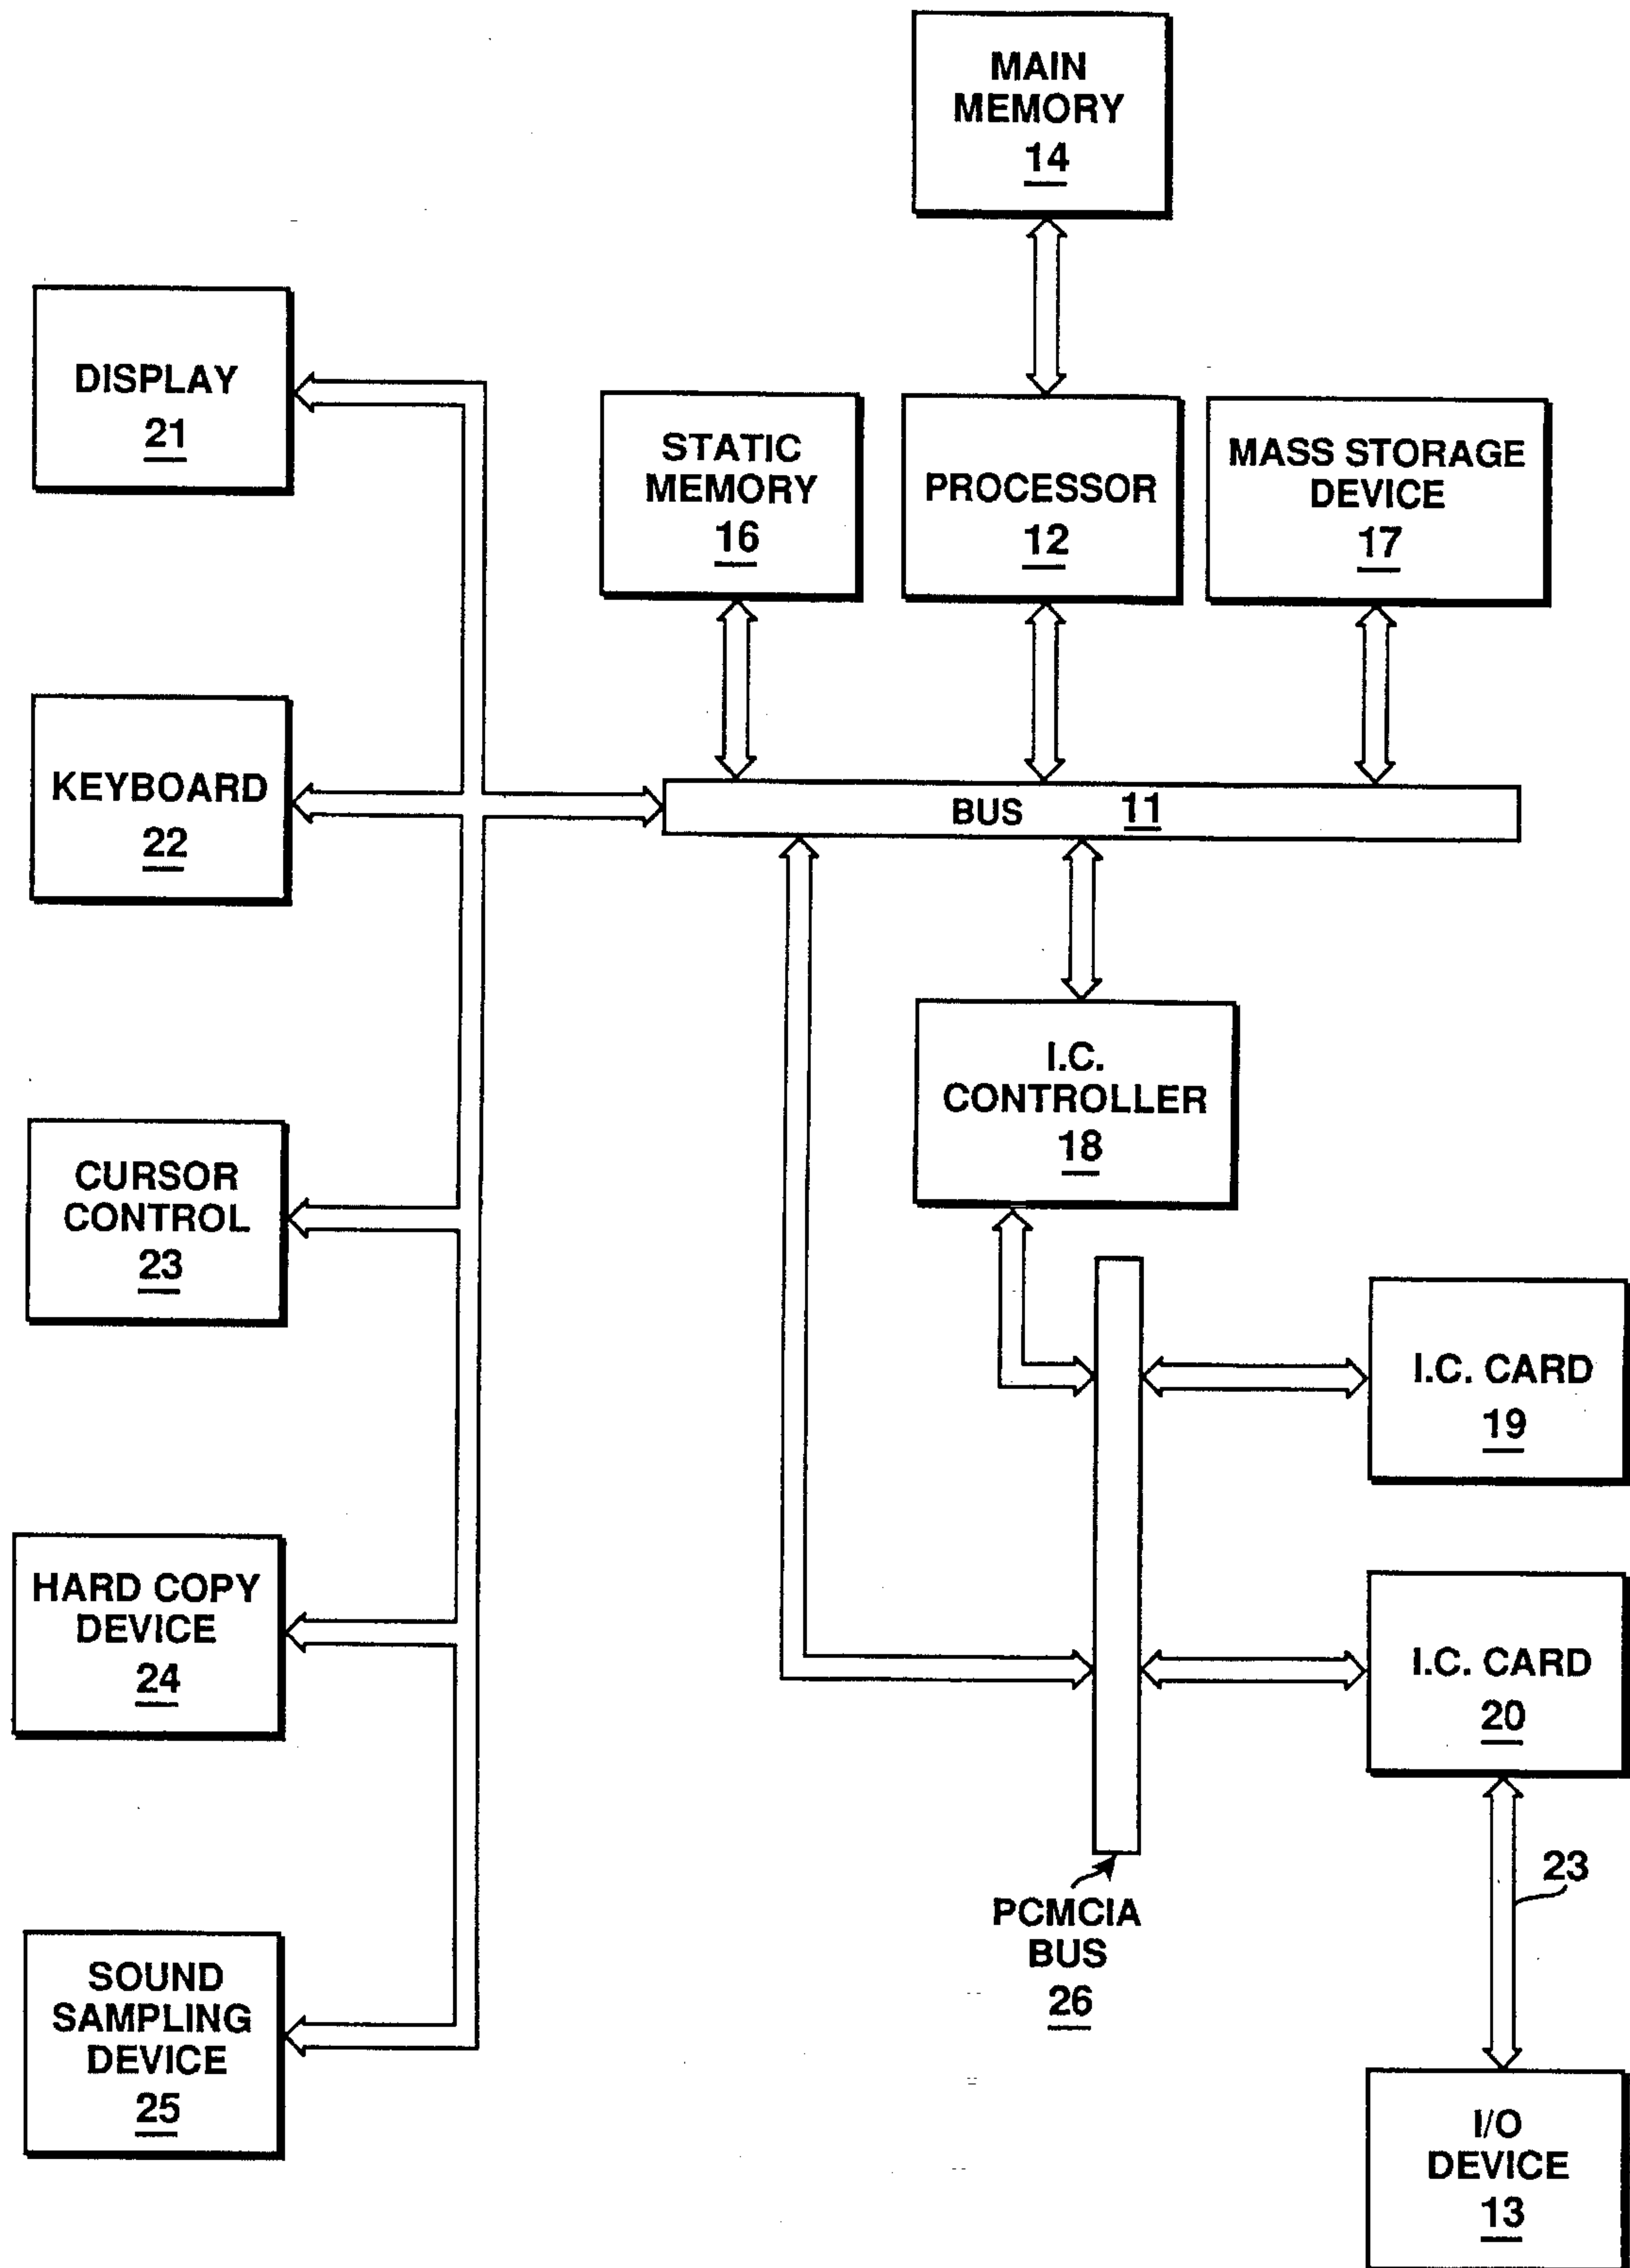 MAIN
MEMORY
14
DISPLAY
21
STATIC
MEMORY
16
PROCESSOR
12
MASS STORAGE
DEVICE
17
KEYBOARD
22
BUS 11
I.C.
CONTROLLER
18
CURSOR
CONTROL
23
I.C. CARD
19
HARD COPY
DEVICE
24
I.C. CARD
20
23
PCMCIA
BUS
26
SOUND
SAMPLING
DEVICE
25
I/O
DEVICE
13